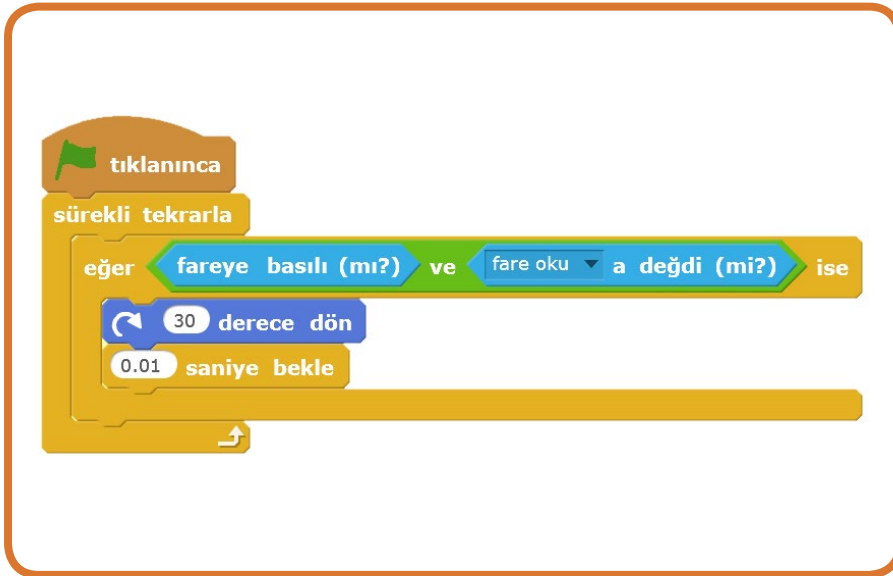 tıklanınca
sürekli tekrarla
eğer fareye basılı (mı?) ve fare oku a değdi (mi?) ise
30 derece dön
0.01 saniye bekle